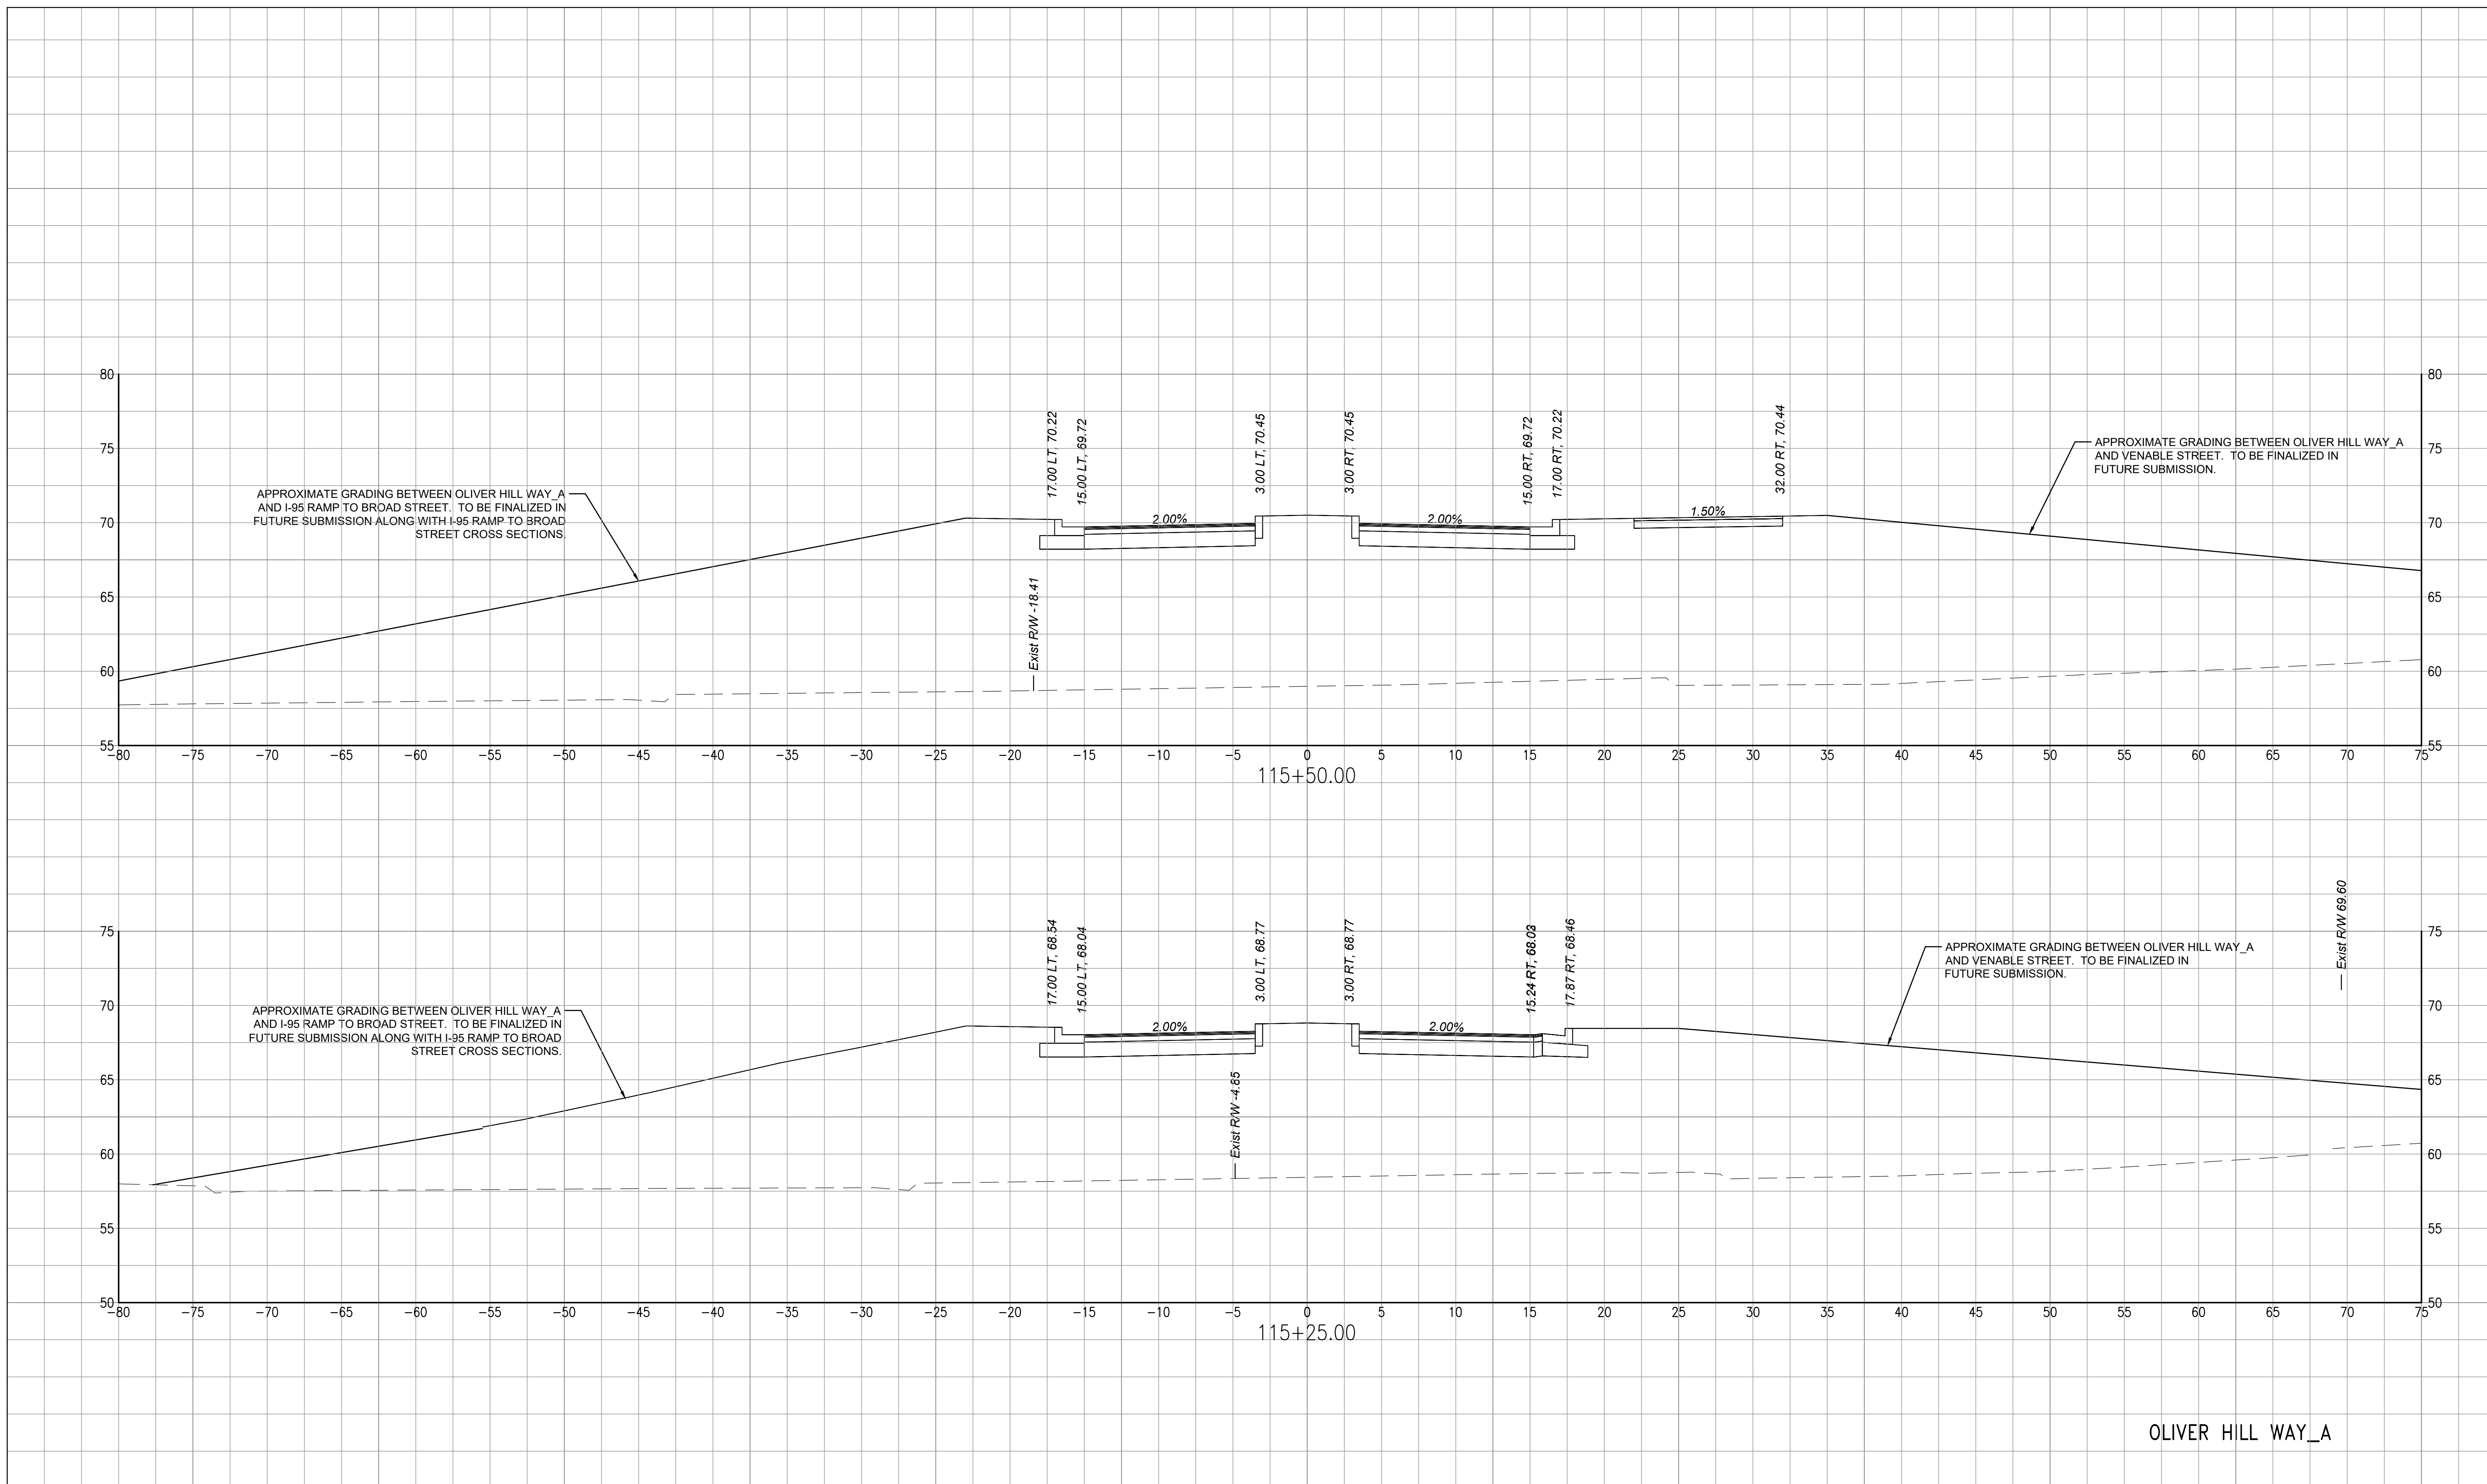 80
80
17.00 LT, 70.22
15.00 LT, 69.72
3.00 LT, 70.45
3.00 RT, 70.45
15.00 RT, 69.72
17.00 RT, 70.22
32.00 RT, 70.44
75
75
APPROXIMATE GRADING BETWEEN OLIVER HILL WAY_A
AND VENABLE STREET. TO BE FINALIZED IN
FUTURE SUBMISSION.
APPROXIMATE GRADING BETWEEN OLIVER HILL WAY_A
AND I-95 RAMP TO BROAD STREET. TO BE FINALIZED IN
FUTURE SUBMISSION ALONG WITH I-95 RAMP TO BROAD
STREET CROSS SECTIONS.
70
2.00%
2.00%
1.50%
70
65
65
Exist R/W -18.41
60
60
55
55
-80 -75 -70 -65 -60 -55 -50 -45 -40 -35 -30 -25 -20 -15 -10 -5 0 5 10 15 20 25 30 35 40 45 50 55 60 65 70 75
115+50.00
75
75
17.00 LT, 68.54
15.00 LT, 68.04
3.00 LT, 68.77
3.00 RT, 68.77
15.24 RT,
17.87 RT, 68.46
Exist R/W 69.60
APPROXIMATE GRADING BETWEEN OLIVER HILL WAY_A
AND VENABLE STREET. TO BE FINALIZED IN
FUTURE SUBMISSION.
70
70
APPROXIMATE GRADING BETWEEN OLIVER HILL WAY_A
AND I-95 RAMP TO BROAD STREET. TO BE FINALIZED IN
FUTURE SUBMISSION ALONG WITH I-95 RAMP TO BROAD
STREET CROSS SECTIONS.
2.00%
2.00%
65
65
Exist R/W -4.85
60
60
55
55
50
50
-80 -75 -70 -65 -60 -55 -50 -45 -40 -35 -30 -25 -20 -15 -10 -5 0 5 10 15 20 25 30 35 40 45 50 55 60 65 70 75
115+25.00
OLIVER HILL WAY_A